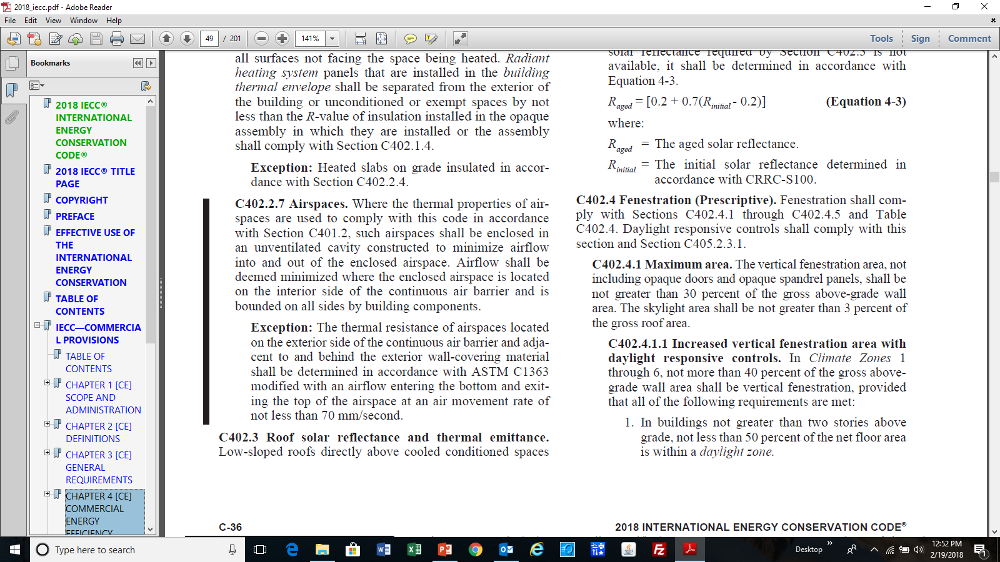 2018_iecc.pdf - Adobe Reader
File Edit View Window Help
49 / 201
141%
Tools Sign Comment
Bookmarks
2018 IECC®
INTERNATIONAL
ENERGY
CONSERVATION
CODE®
2018 IECC® TITLE
PAGE
COPYRIGHT
PREFACE
EFFECTIVE USE OF
THE
INTERNATIONAL
ENERGY
CONSERVATION
TABLE OF
CONTENTS
IECC—COMMERCIA
L PROVISIONS
TABLE OF
CONTENTS
CHAPTER 1 [CE]
SCOPE AND
ADMINISTRATION
CHAPTER 2 [CE]
DEFINITIONS
CHAPTER 3 [CE]
GENERAL
REQUIREMENTS
CHAPTER 4 [CE]
COMMERCIAL
ENERGY
EFFICIENCY
all surfaces not facing the space being heated. Radiant
heating system panels that are installed in the building
thermal envelope shall be separated from the exterior of
the building or unconditioned or exempt spaces by not
less than the R-value of insulation installed in the opaque
assembly in which they are installed or the assembly
shall comply with Section C402.1.4.
Exception: Heated slabs on grade insulated in accor-
dance with Section C402.2.4.
C402.2.7 Airspaces. Where the thermal properties of air-
spaces are used to comply with this code in accordance
with Section C401.2, such airspaces shall be enclosed in
an unventilated cavity constructed to minimize airflow
into and out of the enclosed airspace. Airflow shall be
deemed minimized where the enclosed airspace is located
on the interior side of the continuous air barrier and is
bounded on all sides by building components.
Exception: The thermal resistance of airspaces located
on the exterior side of the continuous air barrier and adja-
cent to and behind the exterior wall-covering material
shall be determined in accordance with ASTM C1363
modified with an airflow entering the bottom and exit-
ing the top of the airspace at an air movement rate of
not less than 70 mm/second.
C402.3 Roof solar reflectance and thermal emittance.
Low-sloped roofs directly above cooled conditioned spaces
C-36
solar reflectance required by Section C402.3 is not
available, it shall be determined in accordance with
Equation 4-3.
Raged = [0.2 + 0.7(Rinitial - 0.2)] (Equation 4-3)
where:
Raged = The aged solar reflectance.
Rinitial = The initial solar reflectance determined in
accordance with CRRC-S100.
C402.4 Fenestration (Prescriptive). Fenestration shall com-
ply with Sections C402.4.1 through C402.4.5 and Table
C402.4. Daylight responsive controls shall comply with this
section and Section C405.2.3.1.
C402.4.1 Maximum area. The vertical fenestration area, not
including opaque doors and opaque spandrel panels, shall be
not greater than 30 percent of the gross above-grade wall
area. The skylight area shall be not greater than 3 percent of
the gross roof area.
C402.4.1.1 Increased vertical fenestration area with
daylight responsive controls. In Climate Zones 1
through 6, not more than 40 percent of the gross above-
grade wall area shall be vertical fenestration, provided
that all of the following requirements are met:
1. In buildings not greater than two stories above
grade, not less than 50 percent of the net floor area
is within a daylight zone.
2018 INTERNATIONAL ENERGY CONSERVATION CODE®
Type here to search
Desktop
12:52 PM
2/19/2018
1